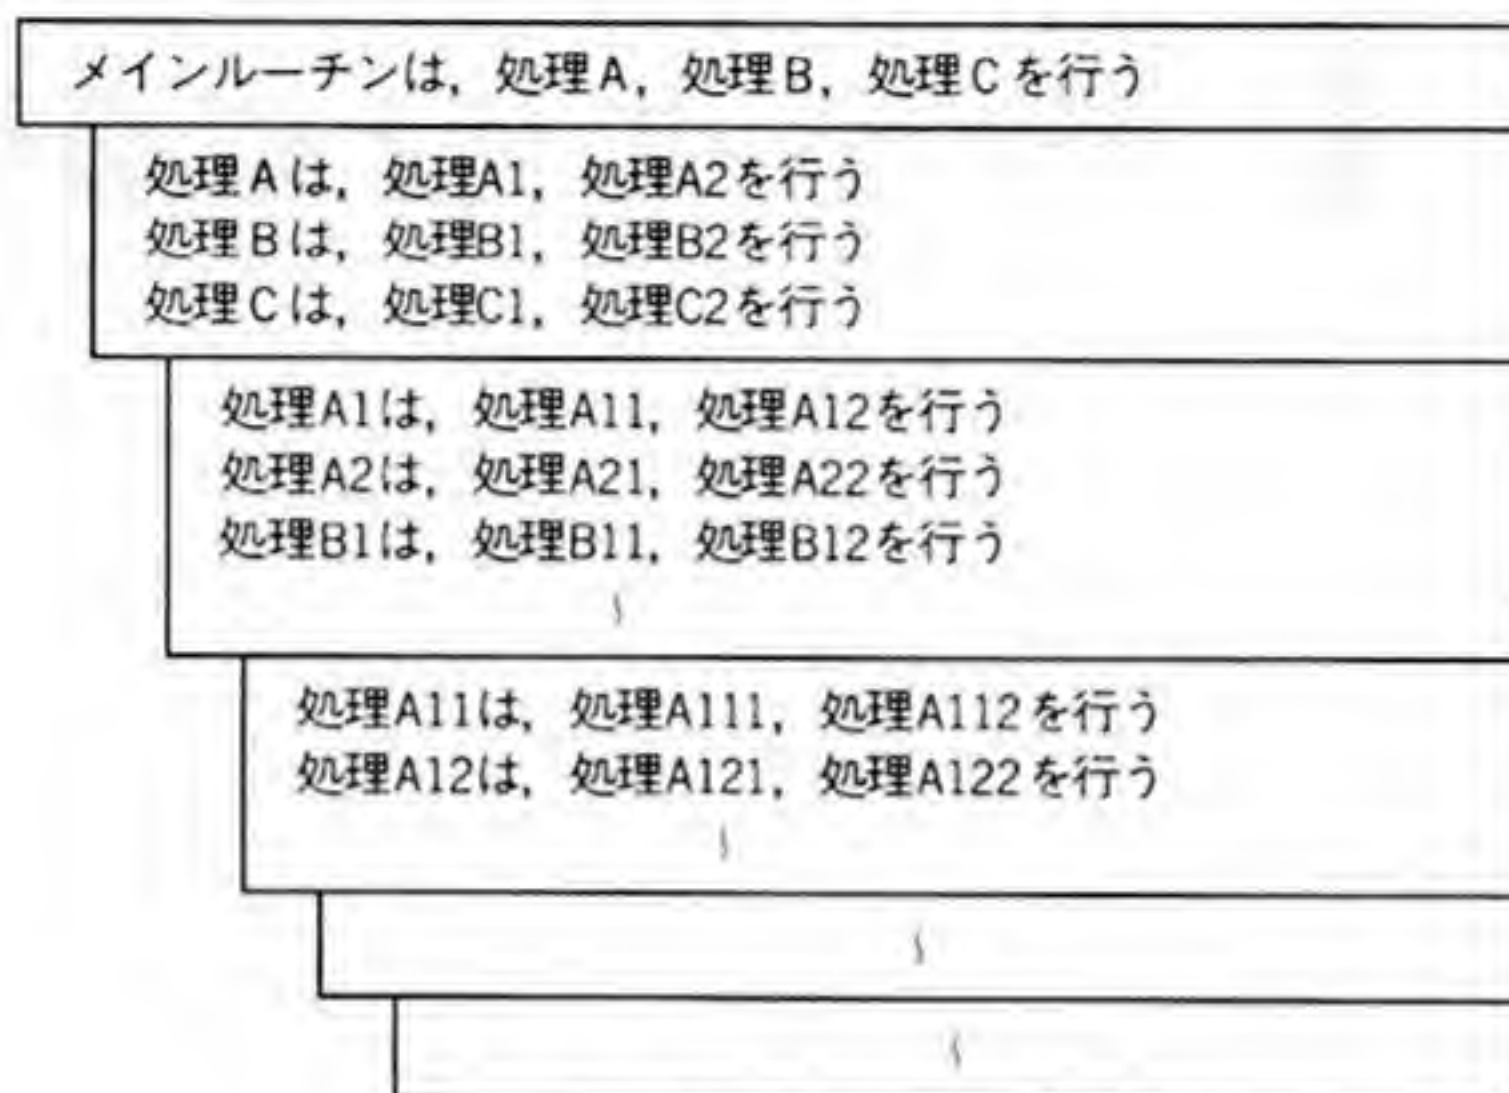 メインルーチンは，処理A，処理B，処理Cを行う
処理Aは，処理A1，処理A2を行う
処理Bは，処理B1，処理B2を行う
処理Cは，処理C1，処理C2を行う
処理A1は，処理A11，処理A12を行う
処理A2は，処理A21，処理A22を行う
処理B1は，処理B11，処理B12を行う
〜
処理A11は，処理A111，処理A112を行う
処理A12は，処理A121，処理A122を行う
〜
〜
〜